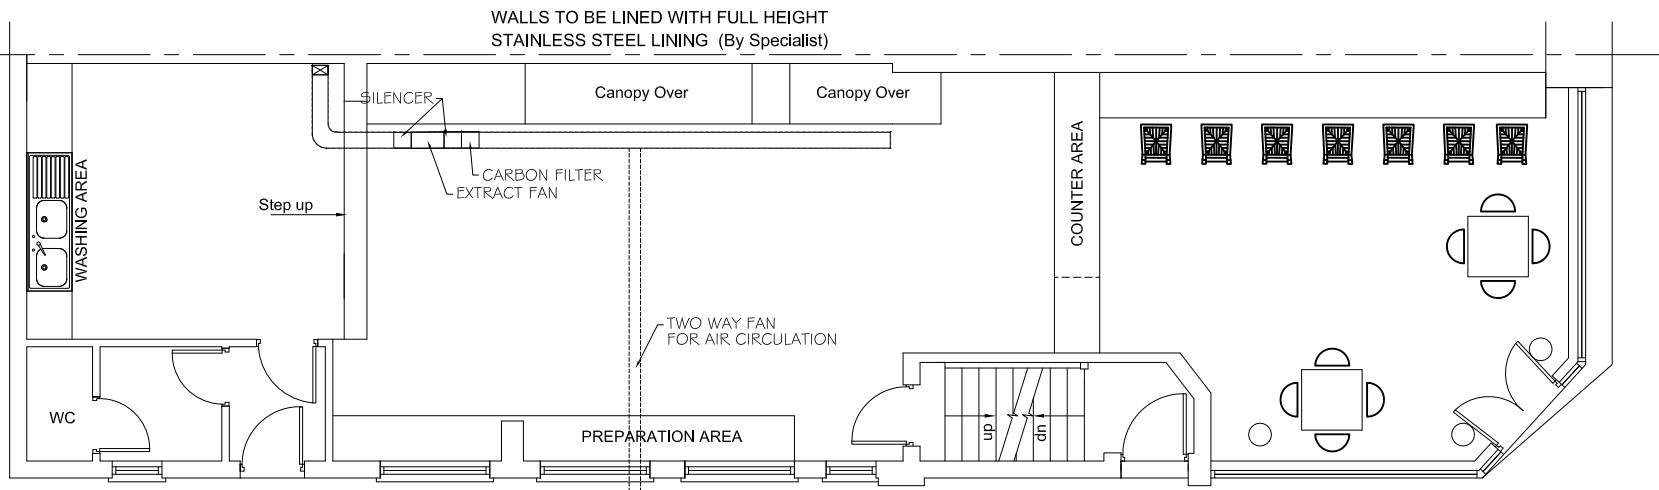 WALLS TO BE LINED WITH FULL HEIGHT
STAINLESS STEEL LINING (By Specialist)
Canopy Over
Canopy Over
SILENCER
CARBON FILTER
EXTRACT FAN
WASHING AREA
Step up
COUNTER AREA
TWO WAY FAN
FOR AIR CIRCULATION
WC
PREPARATION AREA
up
dn